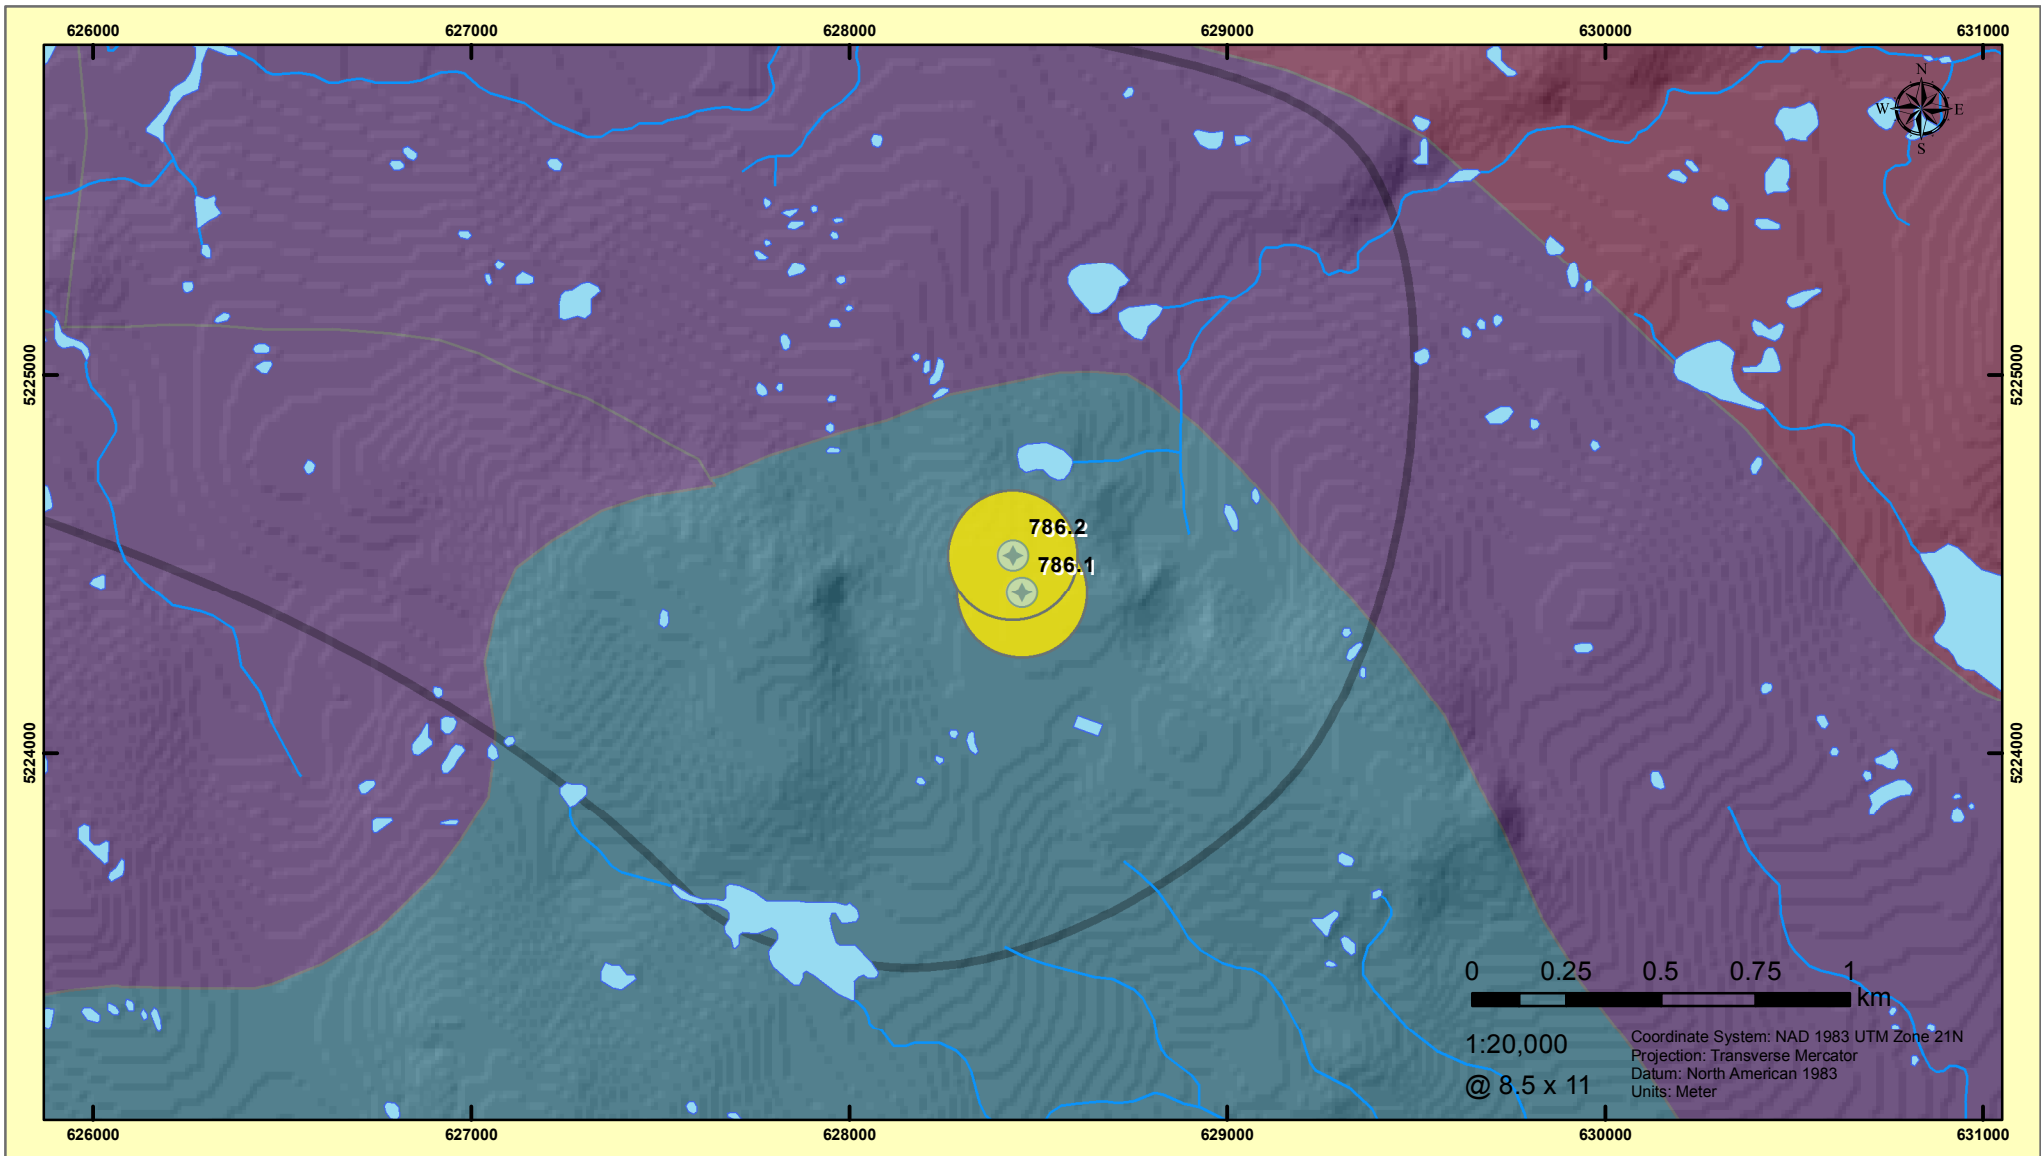 626000 627000 628000 629000 630000 631000
N
W E
S
5225000 5225000
786.2
786.1
5224000 5224000
0 0.25 0.5 0.75 1
km
1:20,000
@ 8.5 x 11
Coordinate System: NAD 1983 UTM Zone 21N
Projection: Transverse Mercator
Datum: North American 1983
Units: Meter
626000 627000 628000 629000 630000 631000